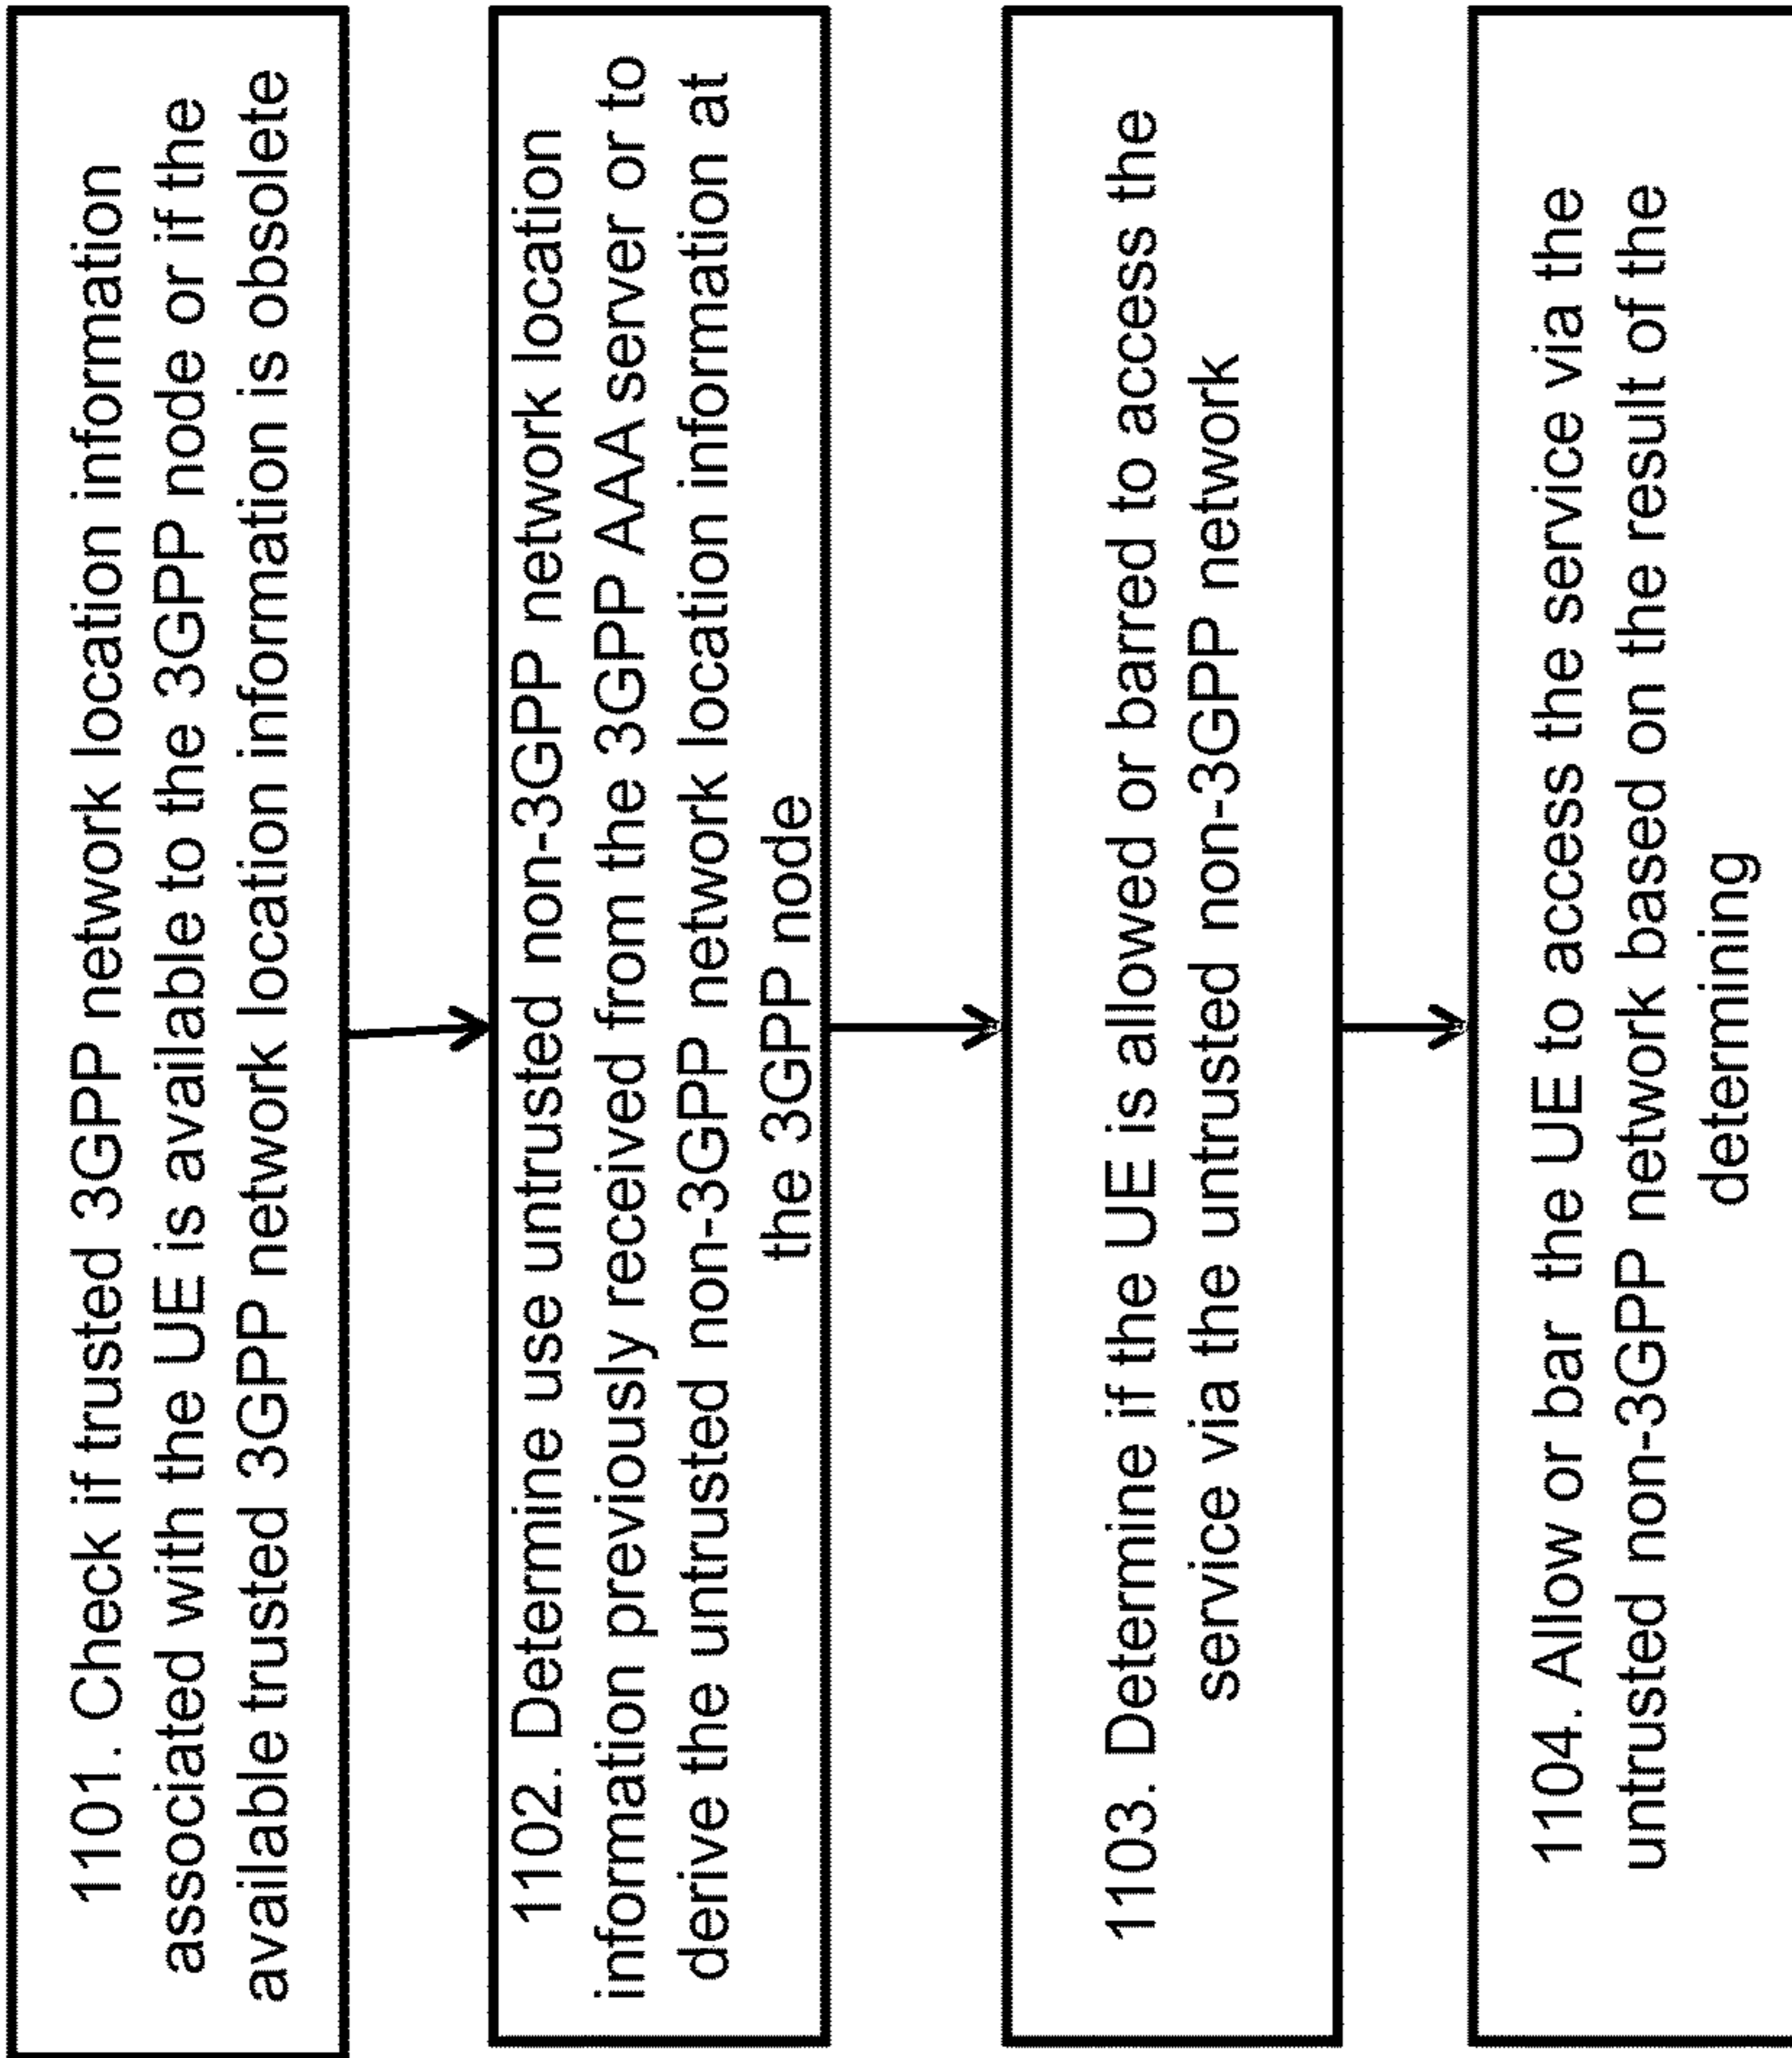 1101. Check if trusted 3GPP network location information
associated with the UE is available to the 3GPP node or if the
available trusted 3GPP network location information is obsolete
1102. Determine use untrusted non-3GPP network location
information previously received from the 3GPP AAA server or to
derive the untrusted non-3GPP network location information at
the 3GPP node
1103. Determine if the UE is allowed or barred to access the
service via the untrusted non-3GPP network
1104. Allow or bar the UE to access the service via the
untrusted non-3GPP network based on the result of the
determining